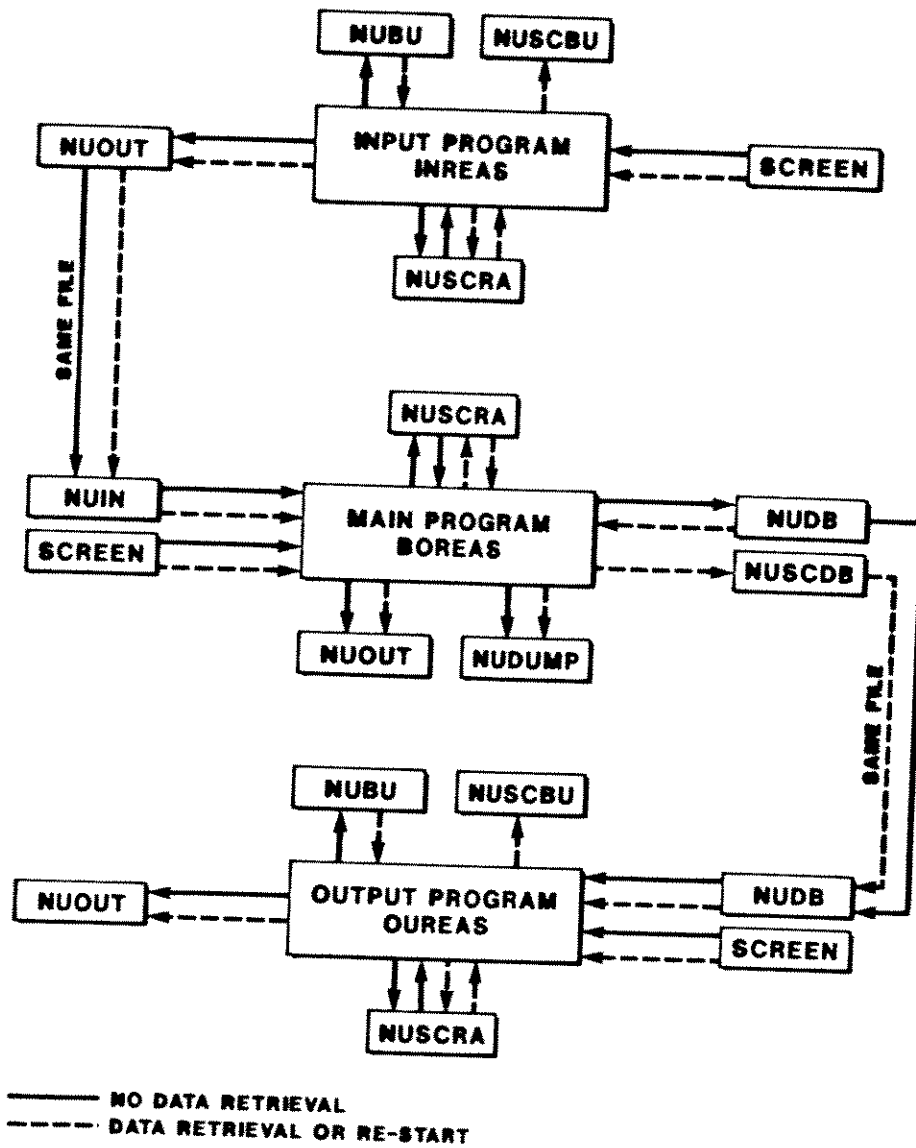 NUBU
NUSCBU
NUOUT
INPUT PROGRAM
INREAS
SCREEN
NUSCRA
SAME FILE
NUSCRA
NUIN
SCREEN
MAIN PROGRAM
BOREAS
NUDB
NUSCDB
NUOUT
NUDUMP
SAME FILE
NUBU
NUSCBU
NUOUT
OUTPUT PROGRAM
OUREAS
NUDB
SCREEN
NUSCRA
NO DATA RETRIEVAL
DATA RETRIEVAL OR RE-START